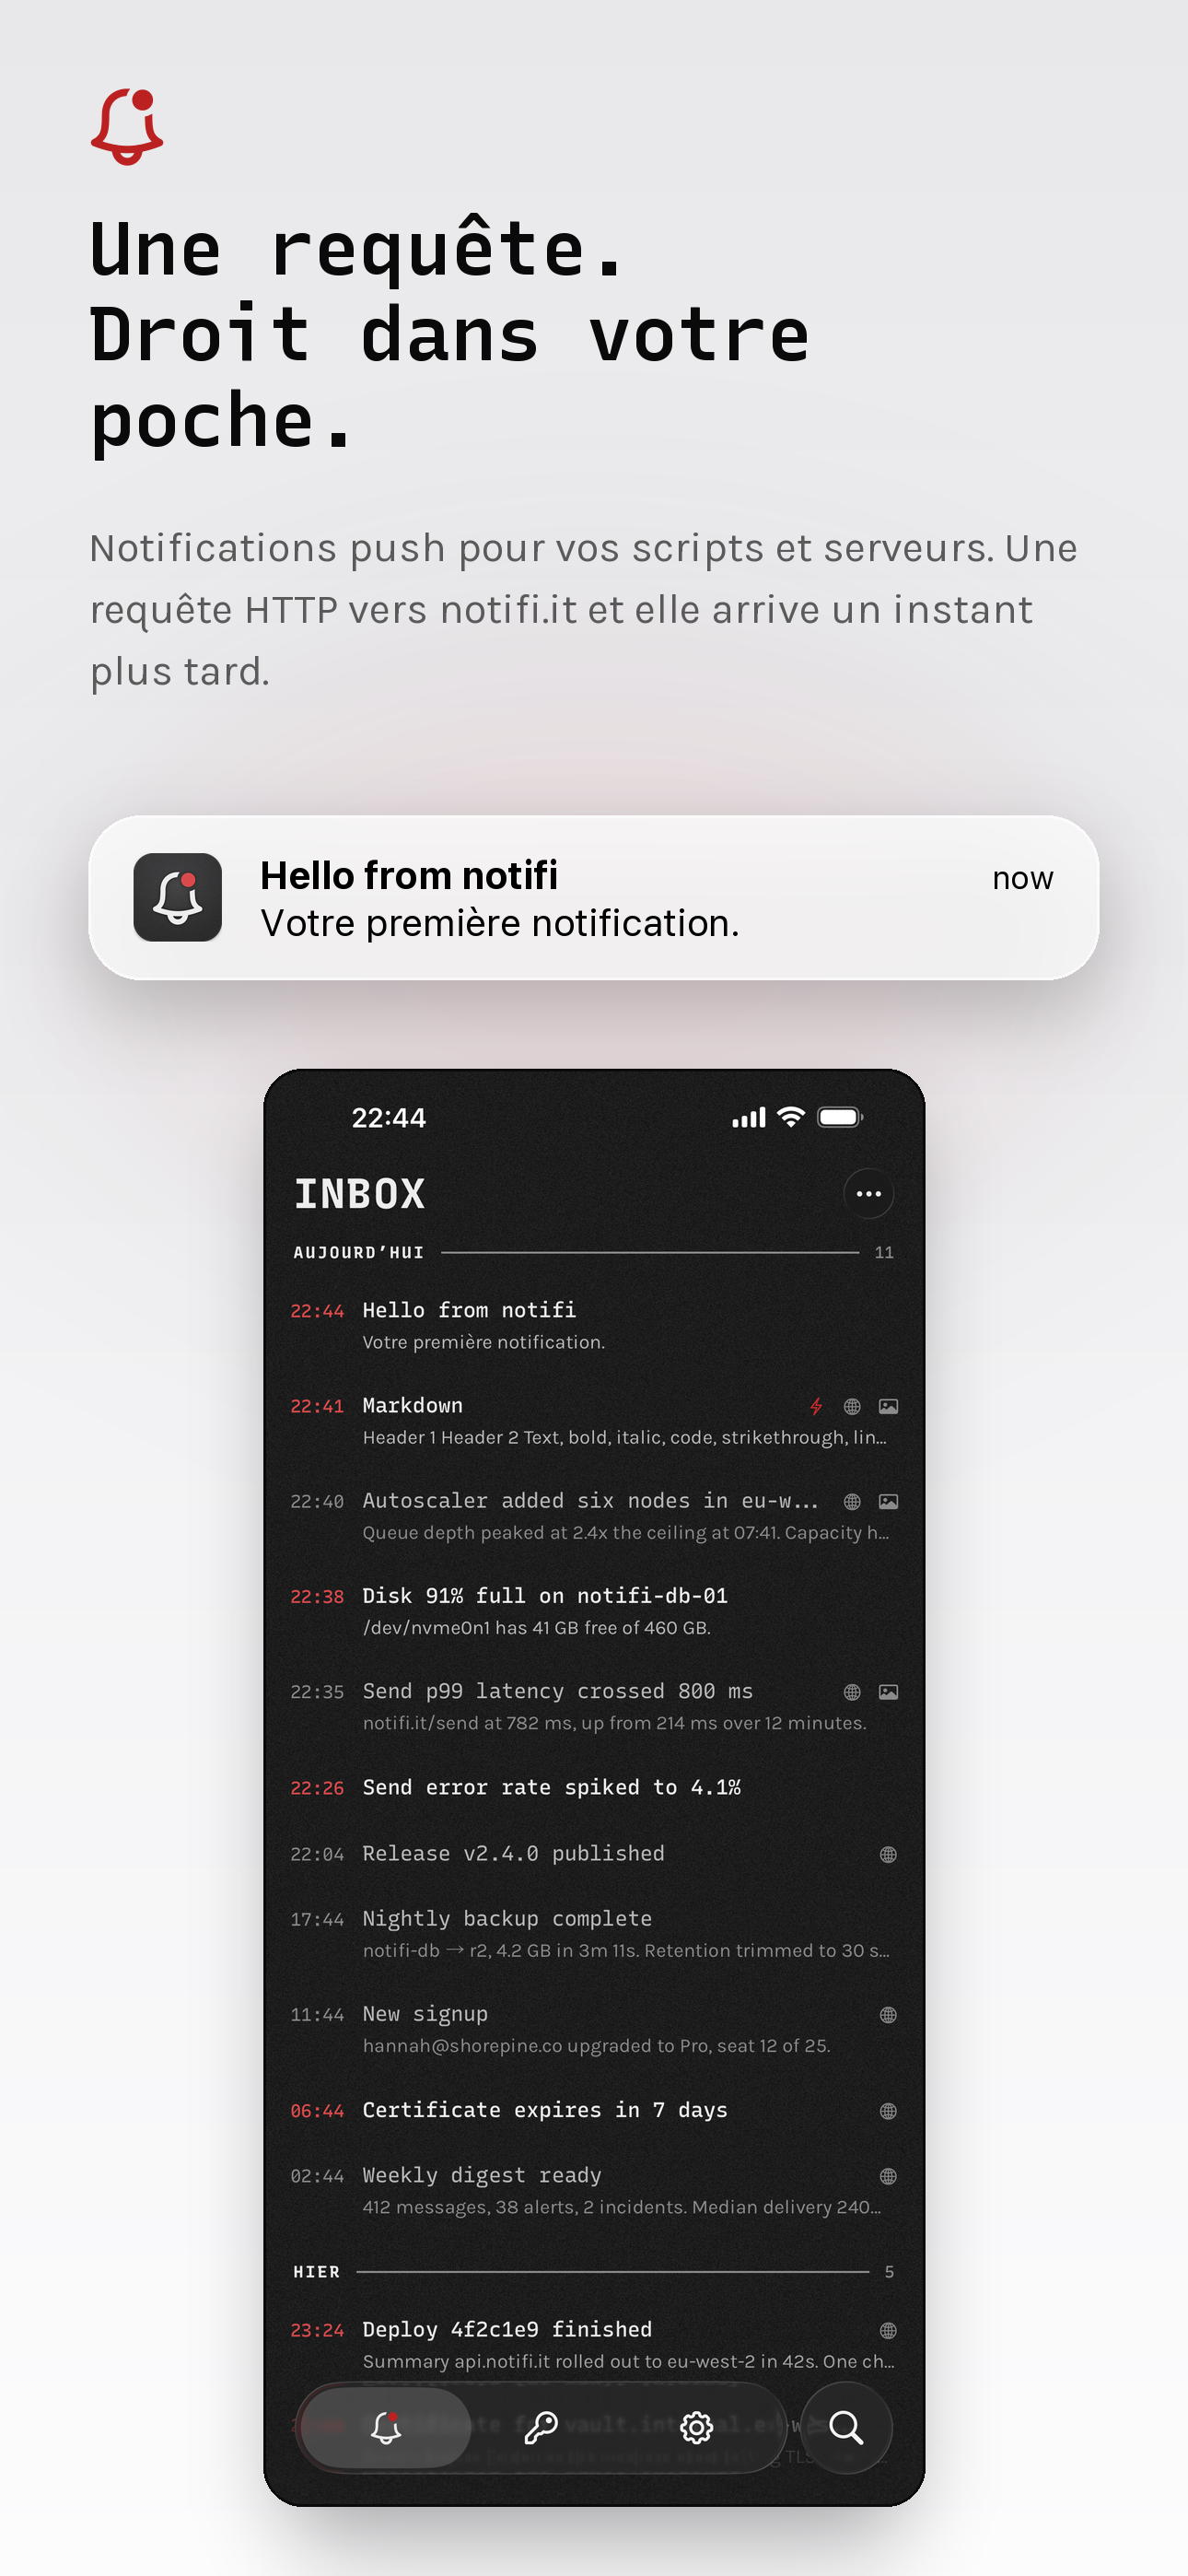 Une requête.
Droit dans votre
poche.
Notifications push pour vos scripts et serveurs. Une
requête HTTP vers notifi.it et elle arrive un instant
plus tard.
Hello from notifi
now
Votre première notification.
22:44
INBOX
AUJOURD’HUI 11
22:44 Hello from notifi
Votre première notification.
22:41 Markdown
Header 1 Header 2 Text, bold, italic, code, strikethrough, lin...
22:40 Autoscaler added six nodes in eu-w...
Queue depth peaked at 2.4x the ceiling at 07:41. Capacity h...
22:38 Disk 91% full on notifi-db-01
/dev/nvme0n1 has 41 GB free of 460 GB.
22:35 Send p99 latency crossed 800 ms
notifi.it/send at 782 ms, up from 214 ms over 12 minutes.
22:26 Send error rate spiked to 4.1%
22:04 Release v2.4.0 published
17:44 Nightly backup complete
notifi-db → r2, 4.2 GB in 3m 11s. Retention trimmed to 30 s...
11:44 New signup
hannah@shorepine.co upgraded to Pro, seat 12 of 25.
06:44 Certificate expires in 7 days
02:44 Weekly digest ready
412 messages, 38 alerts, 2 incidents. Median delivery 240...
HIER 5
23:24 Deploy 4f2c1e9 finished
Summary api.notifi.it rolled out to eu-west-2 in 42s. One ch...